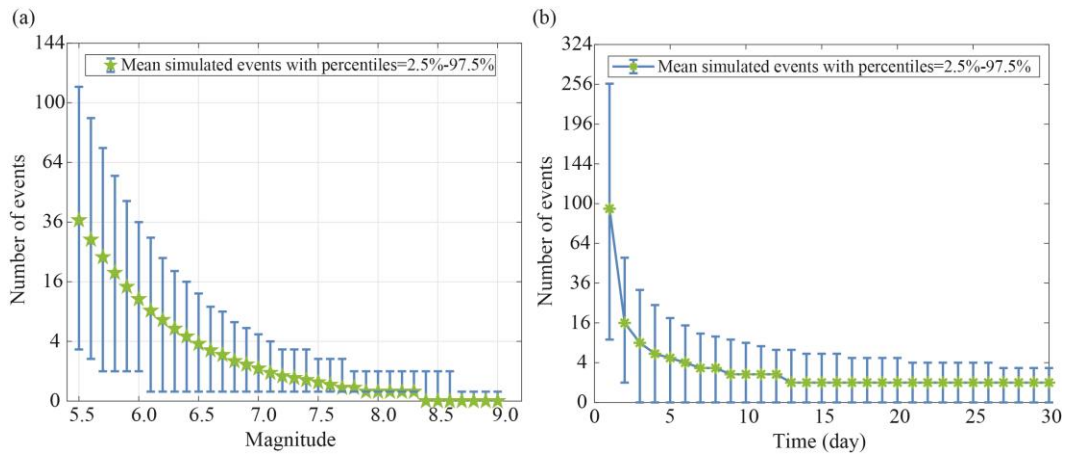 (a)
144
100
64
36
16
4
0
Number of events
Mean simulated events with percentiles=2.5%-97.5%
5.5 6.0 6.5 7.0 7.5 8.0 8.5 9.0
Magnitude
(b)
324
256
196
144
100
64
36
16
4
0
Number of events
Mean simulated events with percentiles=2.5%-97.5%
0 5 10 15 20 25 30
Time (day)